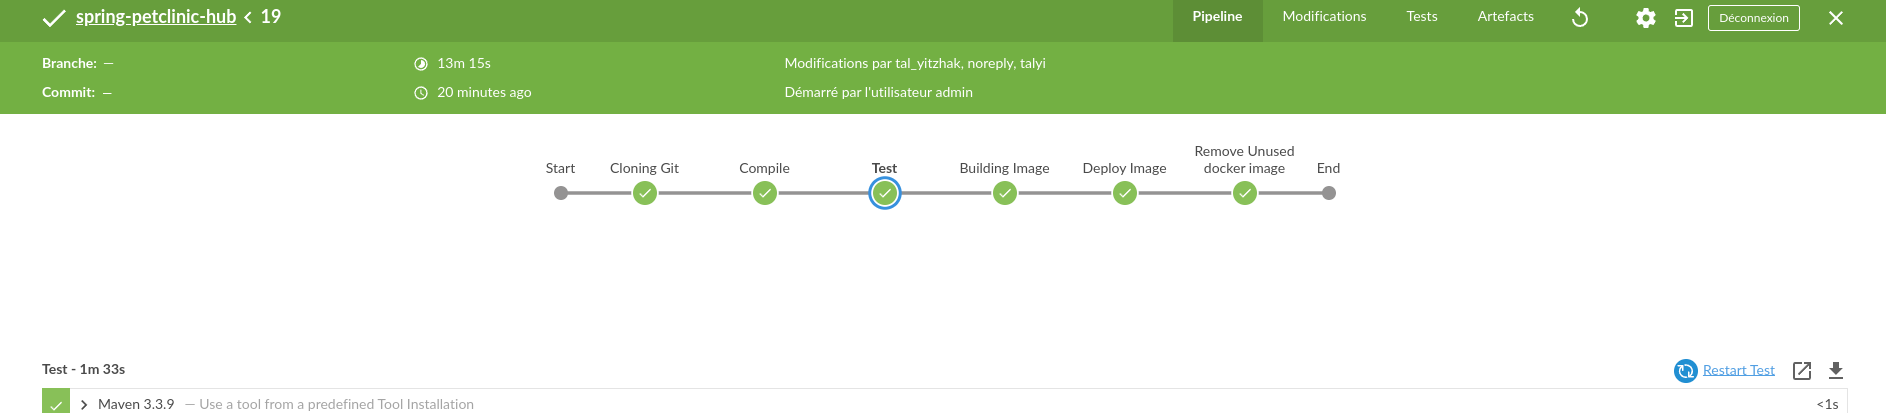 spring-petclinic-hub < 19
Pipeline Modifications Tests Artefacts Déconnexion
Branche: — 13m 15s Modifications par tal_yitzhak, noreply, talyi
Commit: — 20 minutes ago Démarré par l'utilisateur admin
Remove Unused
Start Cloning Git Compile Test Building Image Deploy Image docker image End
Test - 1m 33s Restart Test
Maven 3.3.9 — Use a tool from a predefined Tool Installation <1s